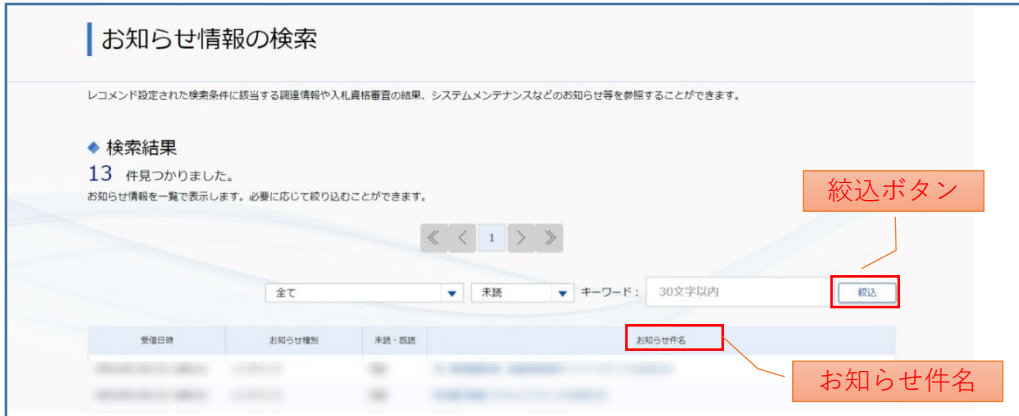 お知らせ情報の検索
レコメンド設定された検索条件に該当する調達情報や入札資格審査の結果、システムメンテナンスなどのお知らせ等を参照することができます。
◆ 検索結果
13 件見つかりました。
お知らせ情報を一覧で表示します。必要に応じて絞り込むことができます。
絞込ボタン
≪ < 1 > ≫
全て ▼ 未読 ▼ キーワード： 30文字以内 絞込
受信日時 お知らせ種別 未読・既読 お知らせ件名
お知らせ件名